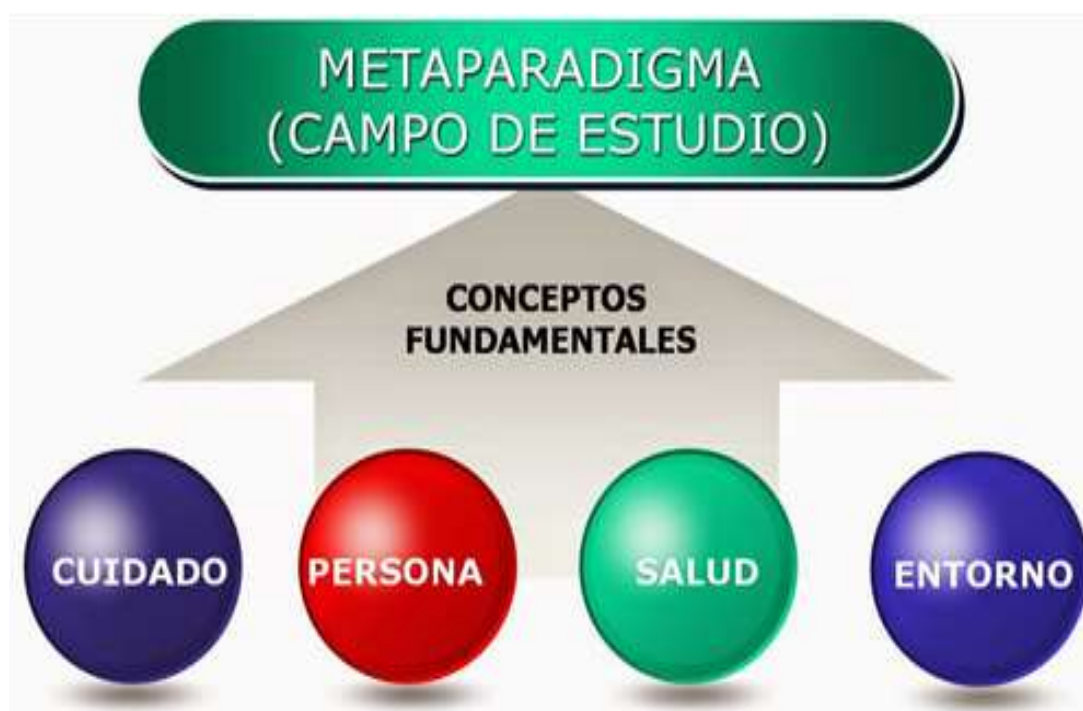 METAPARADIGMA
(CAMPO DE ESTUDIO)
CONCEPTOS
FUNDAMENTALES
CUIDADO
PERSONA
SALUD
ENTORNO